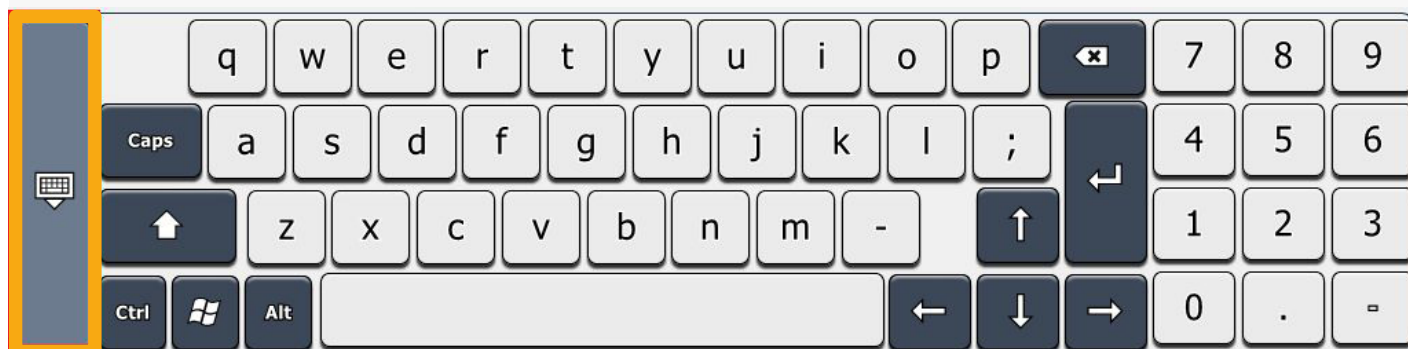 q w e r t y u i o p 7 8 9
Caps a s d f g h j k l ; 4 5 6
z x c v b n m - 1 2 3
Ctrl Alt 0 . =